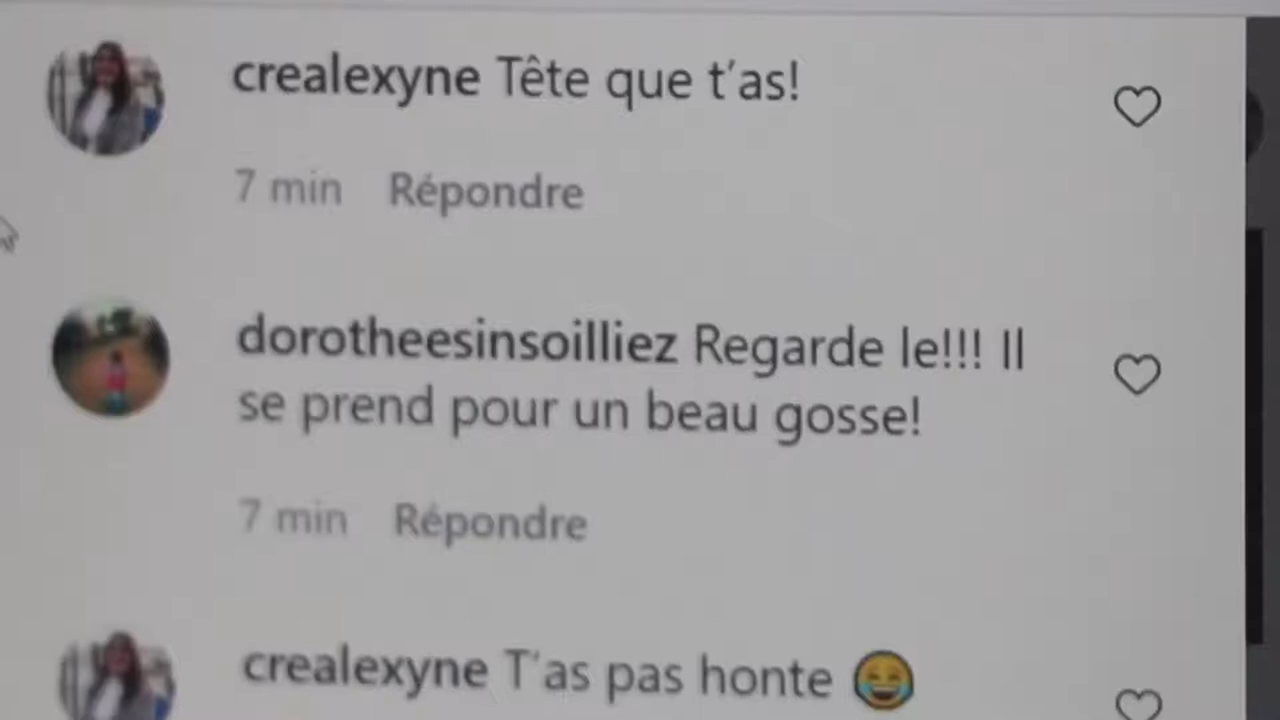 crealexyne Tête que t'as!
7 min Répondre
dorotheesinsoilliez Regarde le!!! Il
se prend pour un beau gosse!
7 min Répondre
crealexyne T'as pas honte 😂